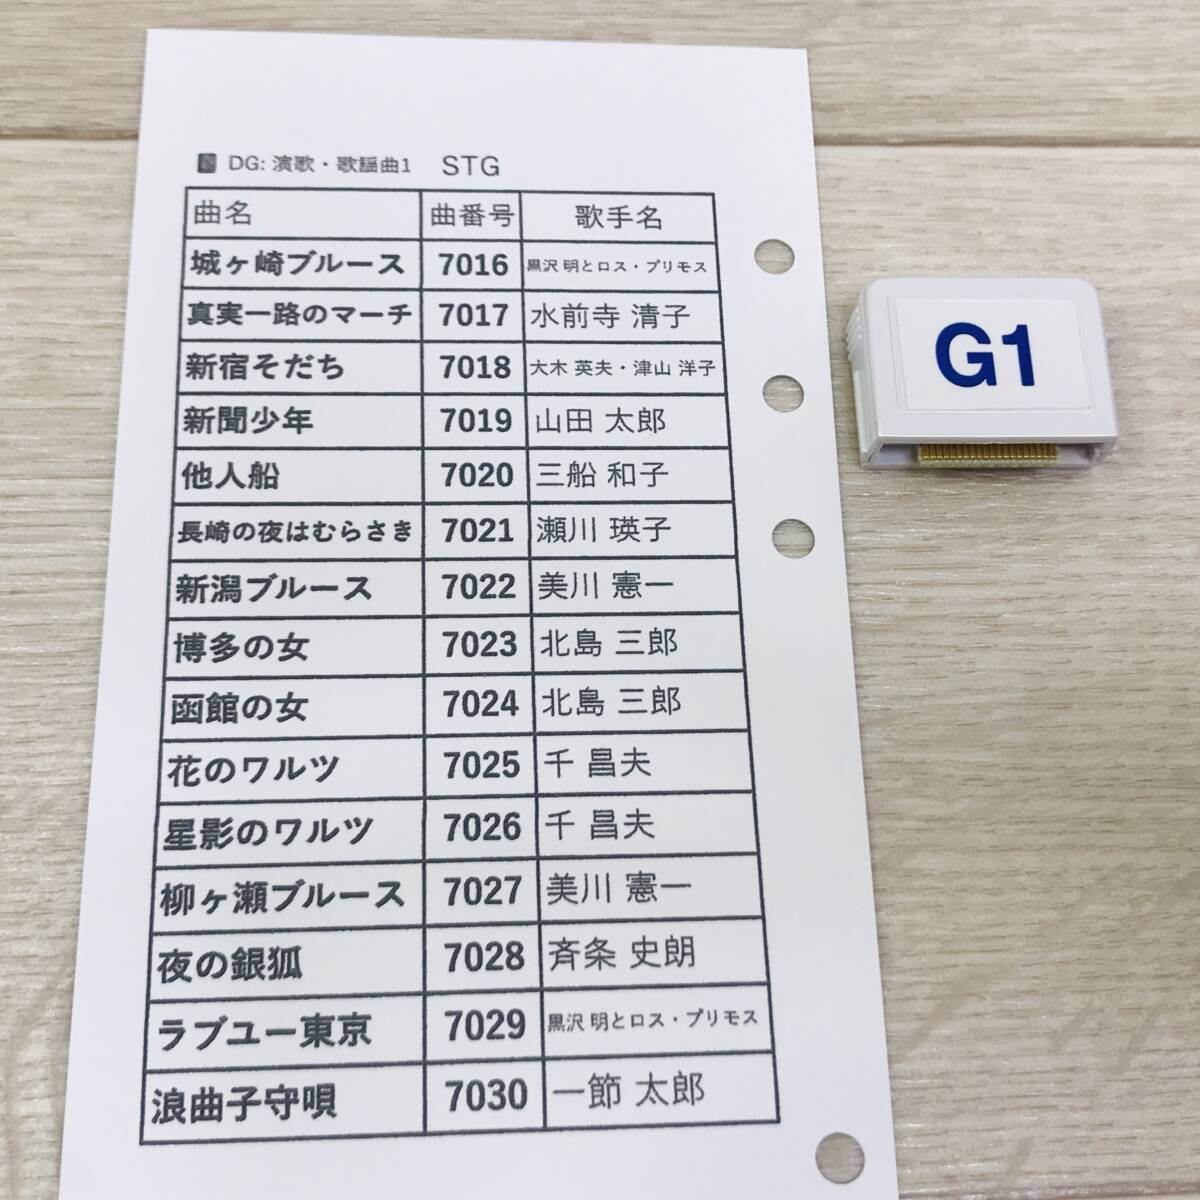 DG: 演歌・歌謡曲1 STG
曲名 曲番号 歌手名
城ヶ崎ブルース 7016 黒沢 明とロス・プリモス
真実一路のマーチ 7017 水前寺 清子
新宿そだち 7018 大木 英夫・津山 洋子
新聞少年 7019 山田 太郎
他人船 7020 三船 和子
長崎の夜はむらさき 7021 瀬川 瑛子
新潟ブルース 7022 美川 憲一
博多の女 7023 北島 三郎
函館の女 7024 北島 三郎
花のワルツ 7025 千 昌夫
星影のワルツ 7026 千 昌夫
柳ヶ瀬ブルース 7027 美川 憲一
夜の銀狐 7028 斉条 史朗
ラブユー東京 7029 黒沢 明とロス・プリモス
浪曲子守唄 7030 一節 太郎
G1